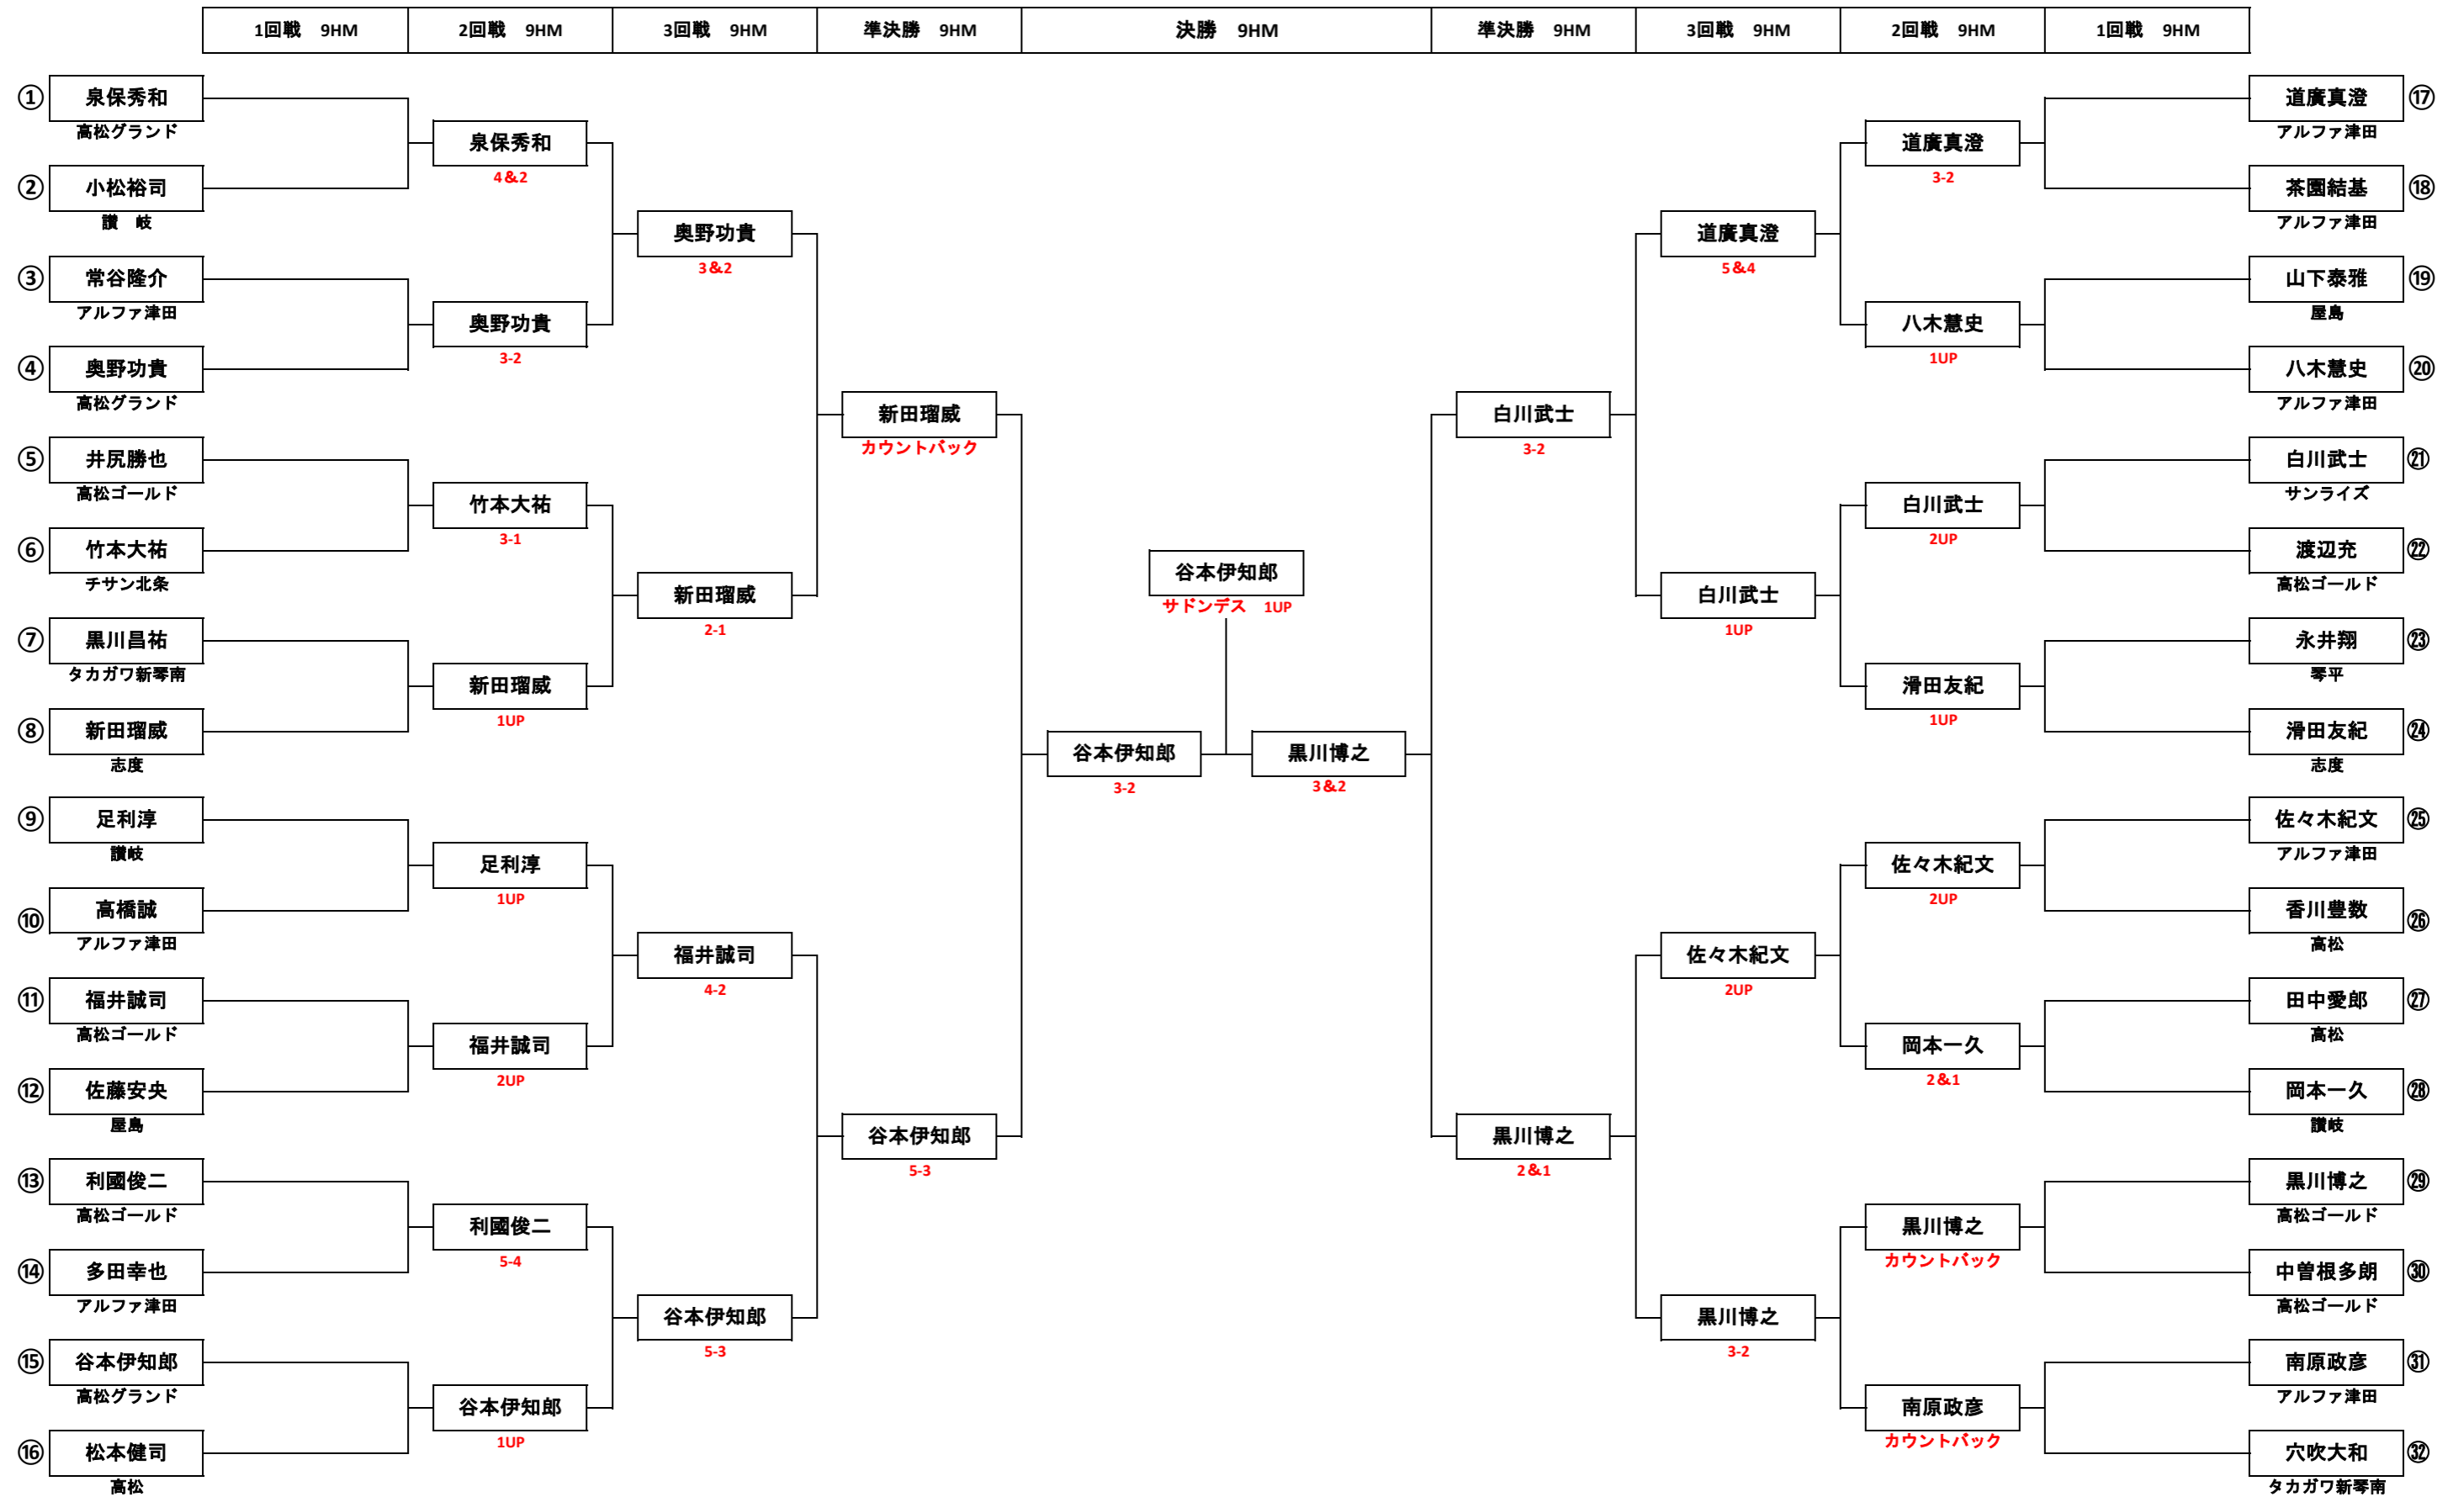 1回戦　9HM　2回戦　9HM　3回戦　9HM　準決勝　9HM　決勝　9HM　準決勝　9HM　3回戦　9HM　2回戦　9HM　1回戦　9HM
① 泉保秀和
高松グランド
② 小松裕司
讃　岐
③ 常谷隆介
アルファ津田
④ 奥野功貴
高松グランド
⑤ 井尻勝也
高松ゴールド
⑥ 竹本大祐
チサン北条
⑦ 黒川昌祐
タカガワ新琴南
⑧ 新田瑠威
志度
⑨ 足利淳
讃岐
⑩ 高橋誠
アルファ津田
⑪ 福井誠司
高松ゴールド
⑫ 佐藤安央
屋島
⑬ 利國俊二
高松ゴールド
⑭ 多田幸也
アルファ津田
⑮ 谷本伊知郎
高松グランド
⑯ 松本健司
高松
泉保秀和
4&2
奥野功貴
3-2
竹本大祐
3-1
新田瑠威
1UP
足利淳
1UP
福井誠司
2UP
利國俊二
5-4
谷本伊知郎
1UP
奥野功貴
3&2
新田瑠威
2-1
福井誠司
4-2
谷本伊知郎
5-3
新田瑠威
カウントバック
谷本伊知郎
5-3
谷本伊知郎
サドンデス　1UP
谷本伊知郎
3-2
黒川博之
3&2
白川武士
3-2
黒川博之
2&1
道廣真澄
5&4
白川武士
1UP
佐々木紀文
2UP
黒川博之
3-2
道廣真澄
3-2
八木慧史
1UP
白川武士
2UP
滑田友紀
1UP
佐々木紀文
2UP
岡本一久
2&1
黒川博之
カウントバック
南原政彦
カウントバック
道廣真澄 ⑰
アルファ津田
茶園結基 ⑱
アルファ津田
山下泰雅 ⑲
屋島
八木慧史 ⑳
アルファ津田
白川武士 ㉑
サンライズ
渡辺充 ㉒
高松ゴールド
永井翔 ㉓
琴平
滑田友紀 ㉔
志度
佐々木紀文 ㉕
アルファ津田
香川豊数 ㉖
高松
田中愛郎 ㉗
高松
岡本一久 ㉘
讃岐
黒川博之 ㉙
高松ゴールド
中曽根多朗 ㉚
高松ゴールド
南原政彦 ㉛
アルファ津田
穴吹大和 ㉜
タカガワ新琴南